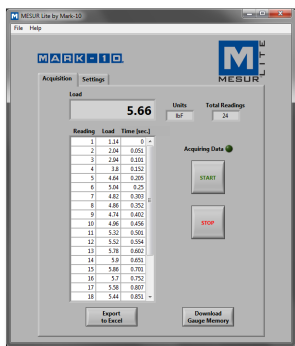 MESUR Lite by Mark-10
File Help
MARK-10
M
MESUR
LITE
Acquisition Settings
Load
5.66
Units
lbF
Total Readings
24
Reading Load Time [sec.]
1 1.14 0
2 2.04 0.051
3 2.94 0.101
4 3.8 0.152
5 4.64 0.205
6 5.04 0.25
7 4.82 0.303
8 4.86 0.352
9 4.74 0.402
10 4.96 0.456
11 5.32 0.501
12 5.52 0.554
13 5.78 0.602
14 5.9 0.651
15 5.86 0.701
16 5.7 0.752
17 5.58 0.807
18 5.44 0.851
Acquiring Data
START
STOP
Export
to Excel
Download
Gauge Memory